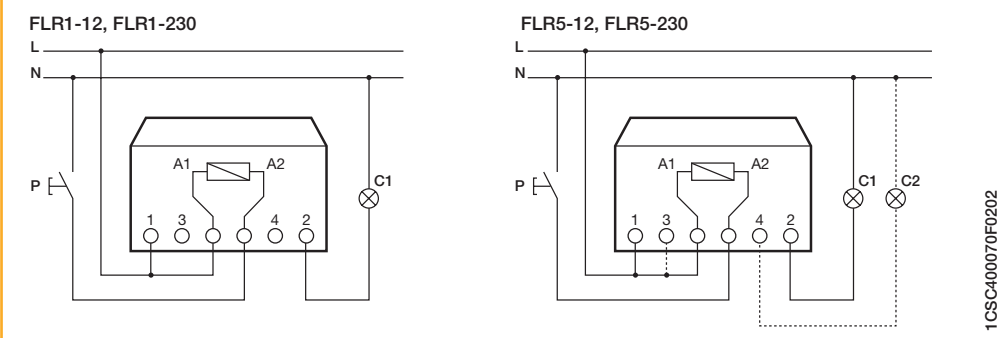 FLR1-12, FLR1-230
L
N
A1 A2
P
C1
1 3 4 2
FLR5-12, FLR5-230
L
N
A1 A2
P
C1 C2
1 3 4 2
1CSC400070F0202